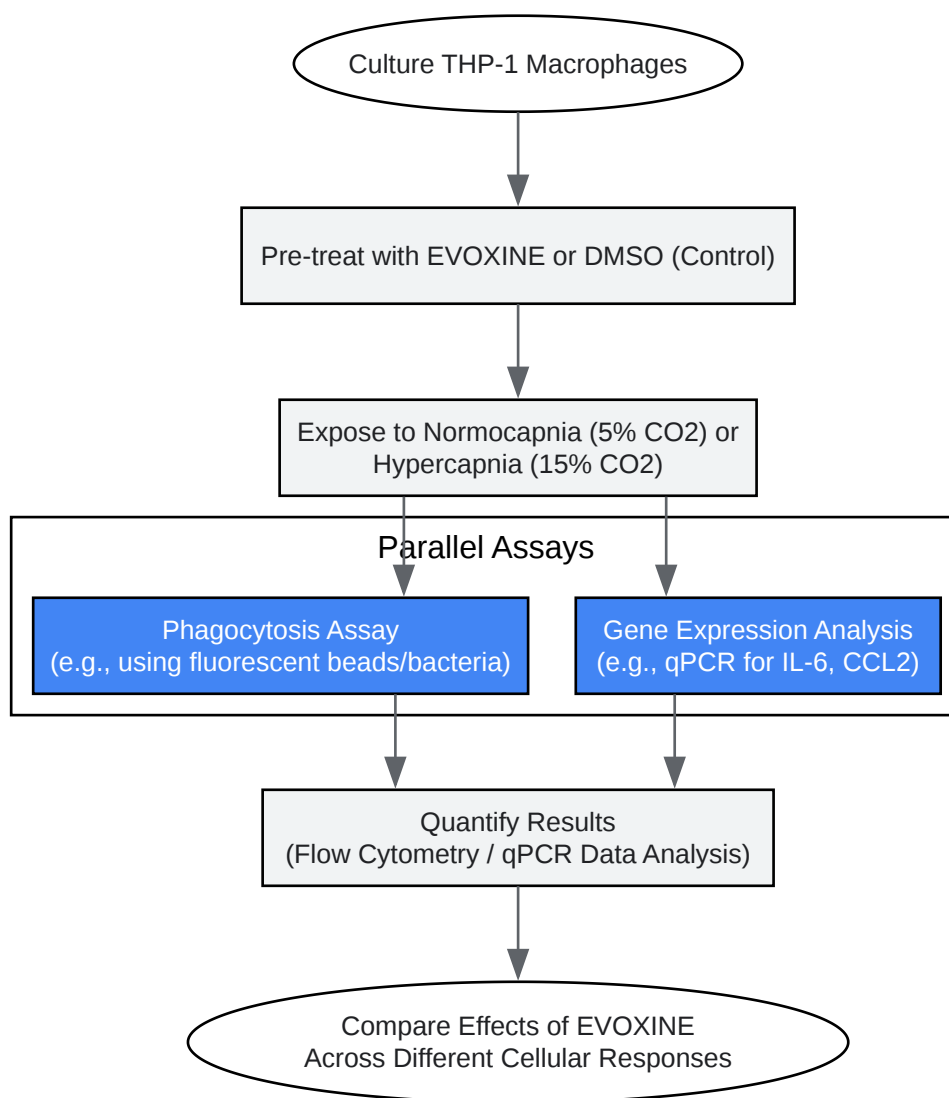 Culture THP-1 Macrophages
Pre-treat with EVOXINE or DMSO (Control)
Expose to Normocapnia (5% CO2) or
Hypercapnia (15% CO2)
Parallel Assays
Phagocytosis Assay
(e.g., using fluorescent beads/bacteria)
Gene Expression Analysis
(e.g., qPCR for IL-6, CCL2)
Quantify Results
(Flow Cytometry / qPCR Data Analysis)
Compare Effects of EVOXINE
Across Different Cellular Responses